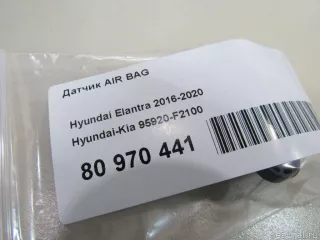 Датчик AIR BAG
Hyundai Elantra 2016-2020
Hyundai-Kia 95920-F2100
80 970 441